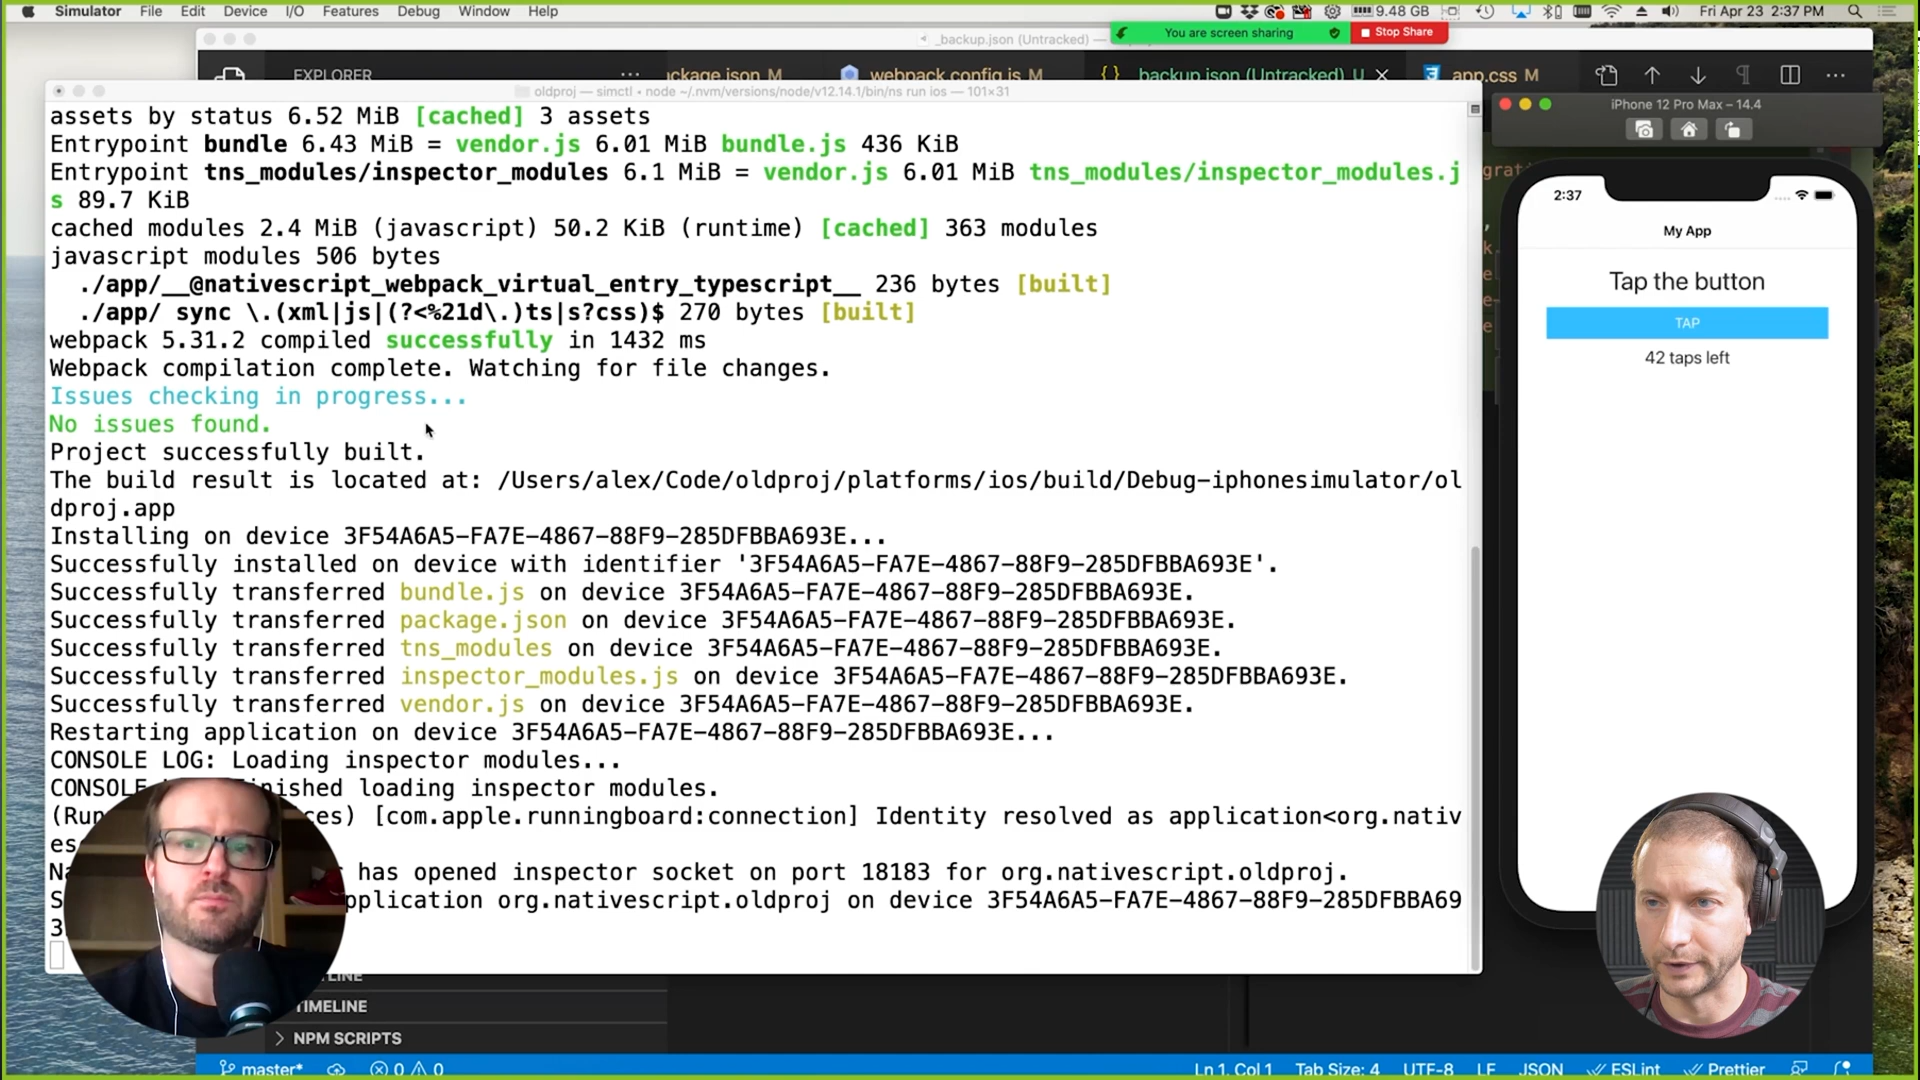 Simulator File Edit Device I/O Features Debug Window Help 9.48 GB Fri Apr 23 2:37 PM
You are screen sharing Stop Share
_backup.json (Untracked) —
EXPLORER ... ckage.json M webpack.config.js M {} _backup.json (Untracked) U app.css M
oldproj — simctl • node ~/.nvm/versions/node/v12.14.1/bin/ns run ios — 101×31
assets by status 6.52 MiB [cached] 3 assets
Entrypoint bundle 6.43 MiB = vendor.js 6.01 MiB bundle.js 436 KiB
Entrypoint tns_modules/inspector_modules 6.1 MiB = vendor.js 6.01 MiB tns_modules/inspector_modules.j
s 89.7 KiB
cached modules 2.4 MiB (javascript) 50.2 KiB (runtime) [cached] 363 modules
javascript modules 506 bytes
./app/__@nativescript_webpack_virtual_entry_typescript__ 236 bytes [built]
./app/ sync \.(xml|js|(?<%21d\.)ts|s?css)$ 270 bytes [built]
webpack 5.31.2 compiled successfully in 1432 ms
Webpack compilation complete. Watching for file changes.
Issues checking in progress...
No issues found.
Project successfully built.
The build result is located at: /Users/alex/Code/oldproj/platforms/ios/build/Debug-iphonesimulator/ol
dproj.app
Installing on device 3F54A6A5-FA7E-4867-88F9-285DFBBA693E...
Successfully installed on device with identifier '3F54A6A5-FA7E-4867-88F9-285DFBBA693E'.
Successfully transferred bundle.js on device 3F54A6A5-FA7E-4867-88F9-285DFBBA693E.
Successfully transferred package.json on device 3F54A6A5-FA7E-4867-88F9-285DFBBA693E.
Successfully transferred tns_modules on device 3F54A6A5-FA7E-4867-88F9-285DFBBA693E.
Successfully transferred inspector_modules.js on device 3F54A6A5-FA7E-4867-88F9-285DFBBA693E.
Successfully transferred vendor.js on device 3F54A6A5-FA7E-4867-88F9-285DFBBA693E.
Restarting application on device 3F54A6A5-FA7E-4867-88F9-285DFBBA693E...
CONSOLE LOG: Loading inspector modules...
CONSOLE inished loading inspector modules.
(Run ces) [com.apple.runningboard:connection] Identity resolved as application<org.nativ
es
Na has opened inspector socket on port 18183 for org.nativescript.oldproj.
S pplication org.nativescript.oldproj on device 3F54A6A5-FA7E-4867-88F9-285DFBBA69
3
iPhone 12 Pro Max – 14.4
2:37
My App
Tap the button
TAP
42 taps left
TLINE
TIMELINE
NPM SCRIPTS
master* 0 0 Ln 1, Col 1 Tab Size: 4 UTF-8 LF JSON ESLint Prettier